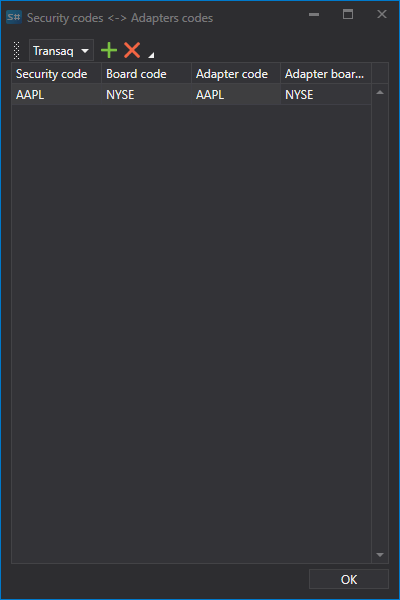 S# Security codes <-> Adapters codes
Transaq
Security code Board code Adapter code Adapter boar...
AAPL NYSE AAPL NYSE
OK